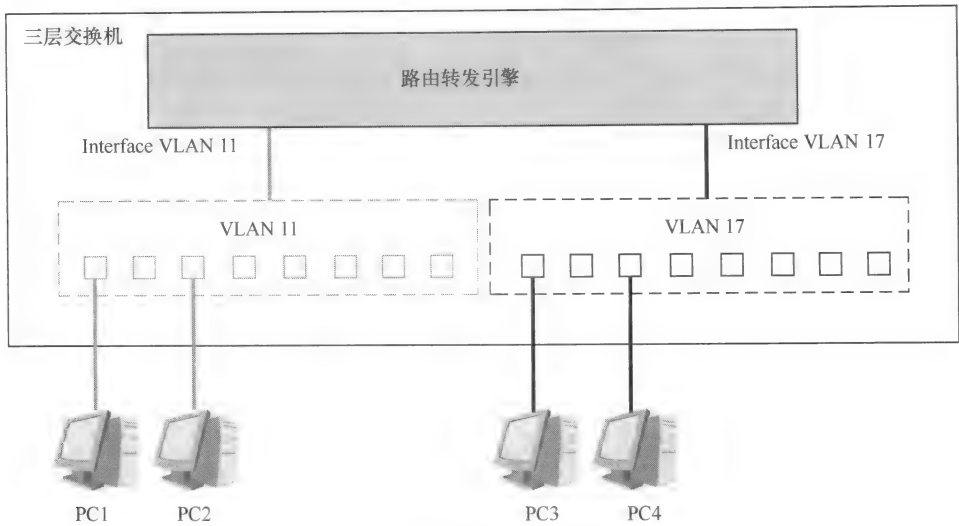 三层交换机
路由转发引擎
Interface VLAN 11
Interface VLAN 17
VLAN 11
VLAN 17
PC1
PC2
PC3
PC4